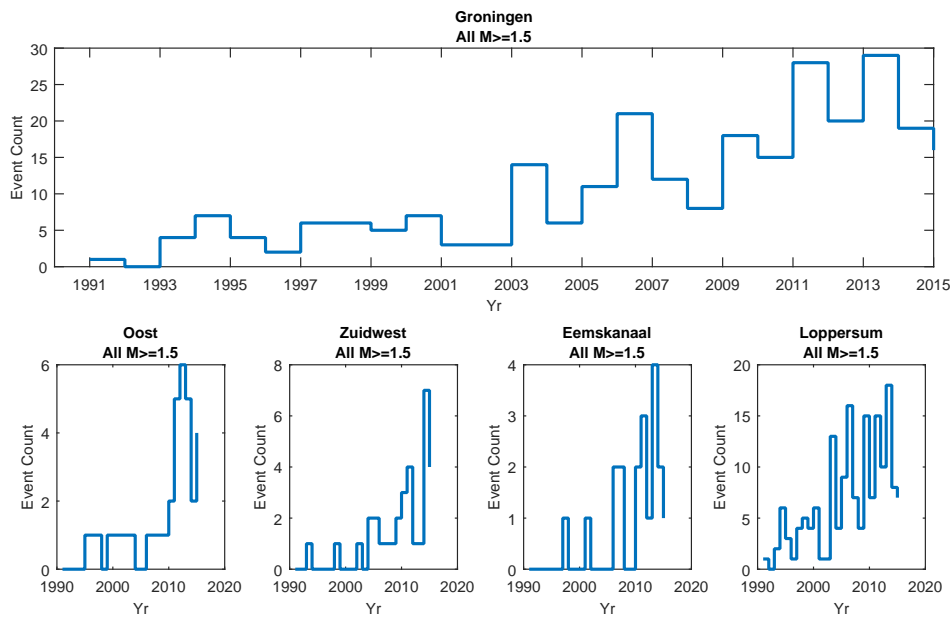 Groningen
All M>=1.5
30
25
20
15
10
5
0
Event Count
1991 1993 1995 1997 1999 2001 2003 2005 2007 2009 2011 2013 2015
Yr
Oost
All M>=1.5
6
4
2
0
Event Count
1990 2000 2010 2020
Yr
Zuidwest
All M>=1.5
8
6
4
2
0
Event Count
1990 2000 2010 2020
Yr
Eemskanaal
All M>=1.5
4
3
2
1
0
Event Count
1990 2000 2010 2020
Yr
Loppersum
All M>=1.5
20
15
10
5
0
Event Count
1990 2000 2010 2020
Yr